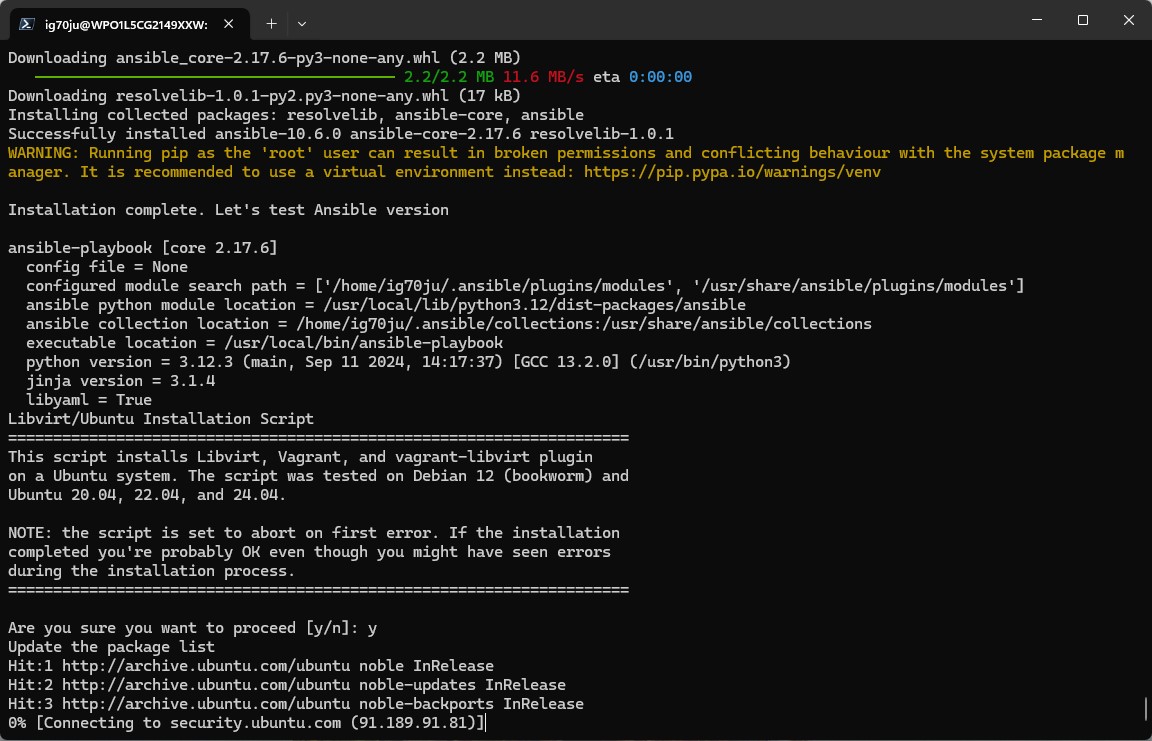 ig70ju@WPO1L5CG2149XXW:
Downloading ansible_core-2.17.6-py3-none-any.whl (2.2 MB)
2.2/2.2 MB 11.6 MB/s eta 0:00:00
Downloading resolvelib-1.0.1-py2.py3-none-any.whl (17 kB)
Installing collected packages: resolvelib, ansible-core, ansible
Successfully installed ansible-10.6.0 ansible-core-2.17.6 resolvelib-1.0.1
WARNING: Running pip as the 'root' user can result in broken permissions and conflicting behaviour with the system package m
anager. It is recommended to use a virtual environment instead: https://pip.pypa.io/warnings/venv
Installation complete. Let's test Ansible version
ansible-playbook [core 2.17.6]
config file = None
configured module search path = ['/home/ig70ju/.ansible/plugins/modules', '/usr/share/ansible/plugins/modules']
ansible python module location = /usr/local/lib/python3.12/dist-packages/ansible
ansible collection location = /home/ig70ju/.ansible/collections:/usr/share/ansible/collections
executable location = /usr/local/bin/ansible-playbook
python version = 3.12.3 (main, Sep 11 2024, 14:17:37) [GCC 13.2.0] (/usr/bin/python3)
jinja version = 3.1.4
libyaml = True
Libvirt/Ubuntu Installation Script
=====================================================================
This script installs Libvirt, Vagrant, and vagrant-libvirt plugin
on a Ubuntu system. The script was tested on Debian 12 (bookworm) and
Ubuntu 20.04, 22.04, and 24.04.
NOTE: the script is set to abort on first error. If the installation
completed you're probably OK even though you might have seen errors
during the installation process.
=====================================================================
Are you sure you want to proceed [y/n]: y
Update the package list
Hit:1 http://archive.ubuntu.com/ubuntu noble InRelease
Hit:2 http://archive.ubuntu.com/ubuntu noble-updates InRelease
Hit:3 http://archive.ubuntu.com/ubuntu noble-backports InRelease
0% [Connecting to security.ubuntu.com (91.189.91.81)]